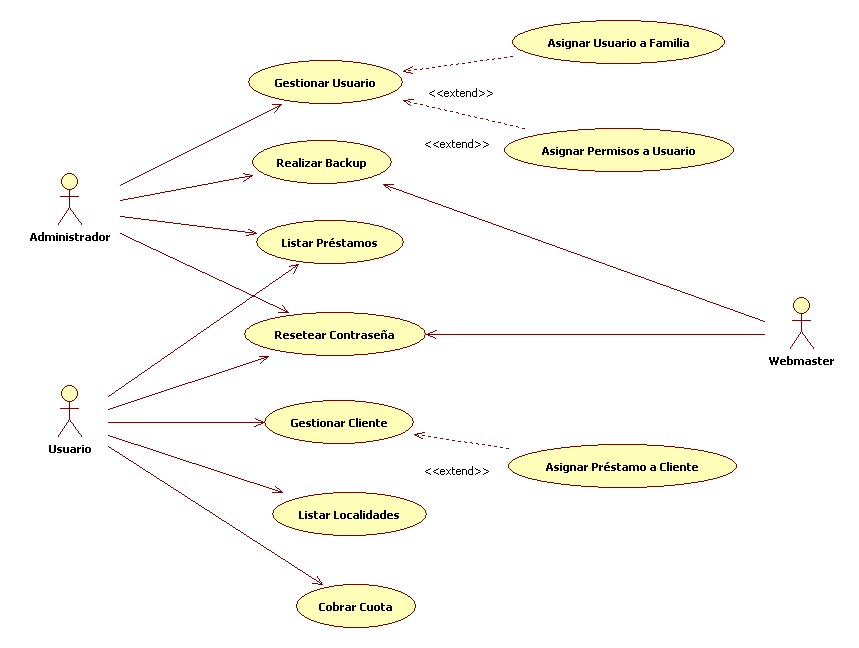 Asignar Usuario a Familia
Gestionar Usuario
<<extend>>
<<extend>>
Asignar Permisos a Usuario
Realizar Backup
Administrador
Listar Préstamos
Resetear Contraseña
Webmaster
Usuario
Gestionar Cliente
<<extend>>
Asignar Préstamo a Cliente
Listar Localidades
Cobrar Cuota